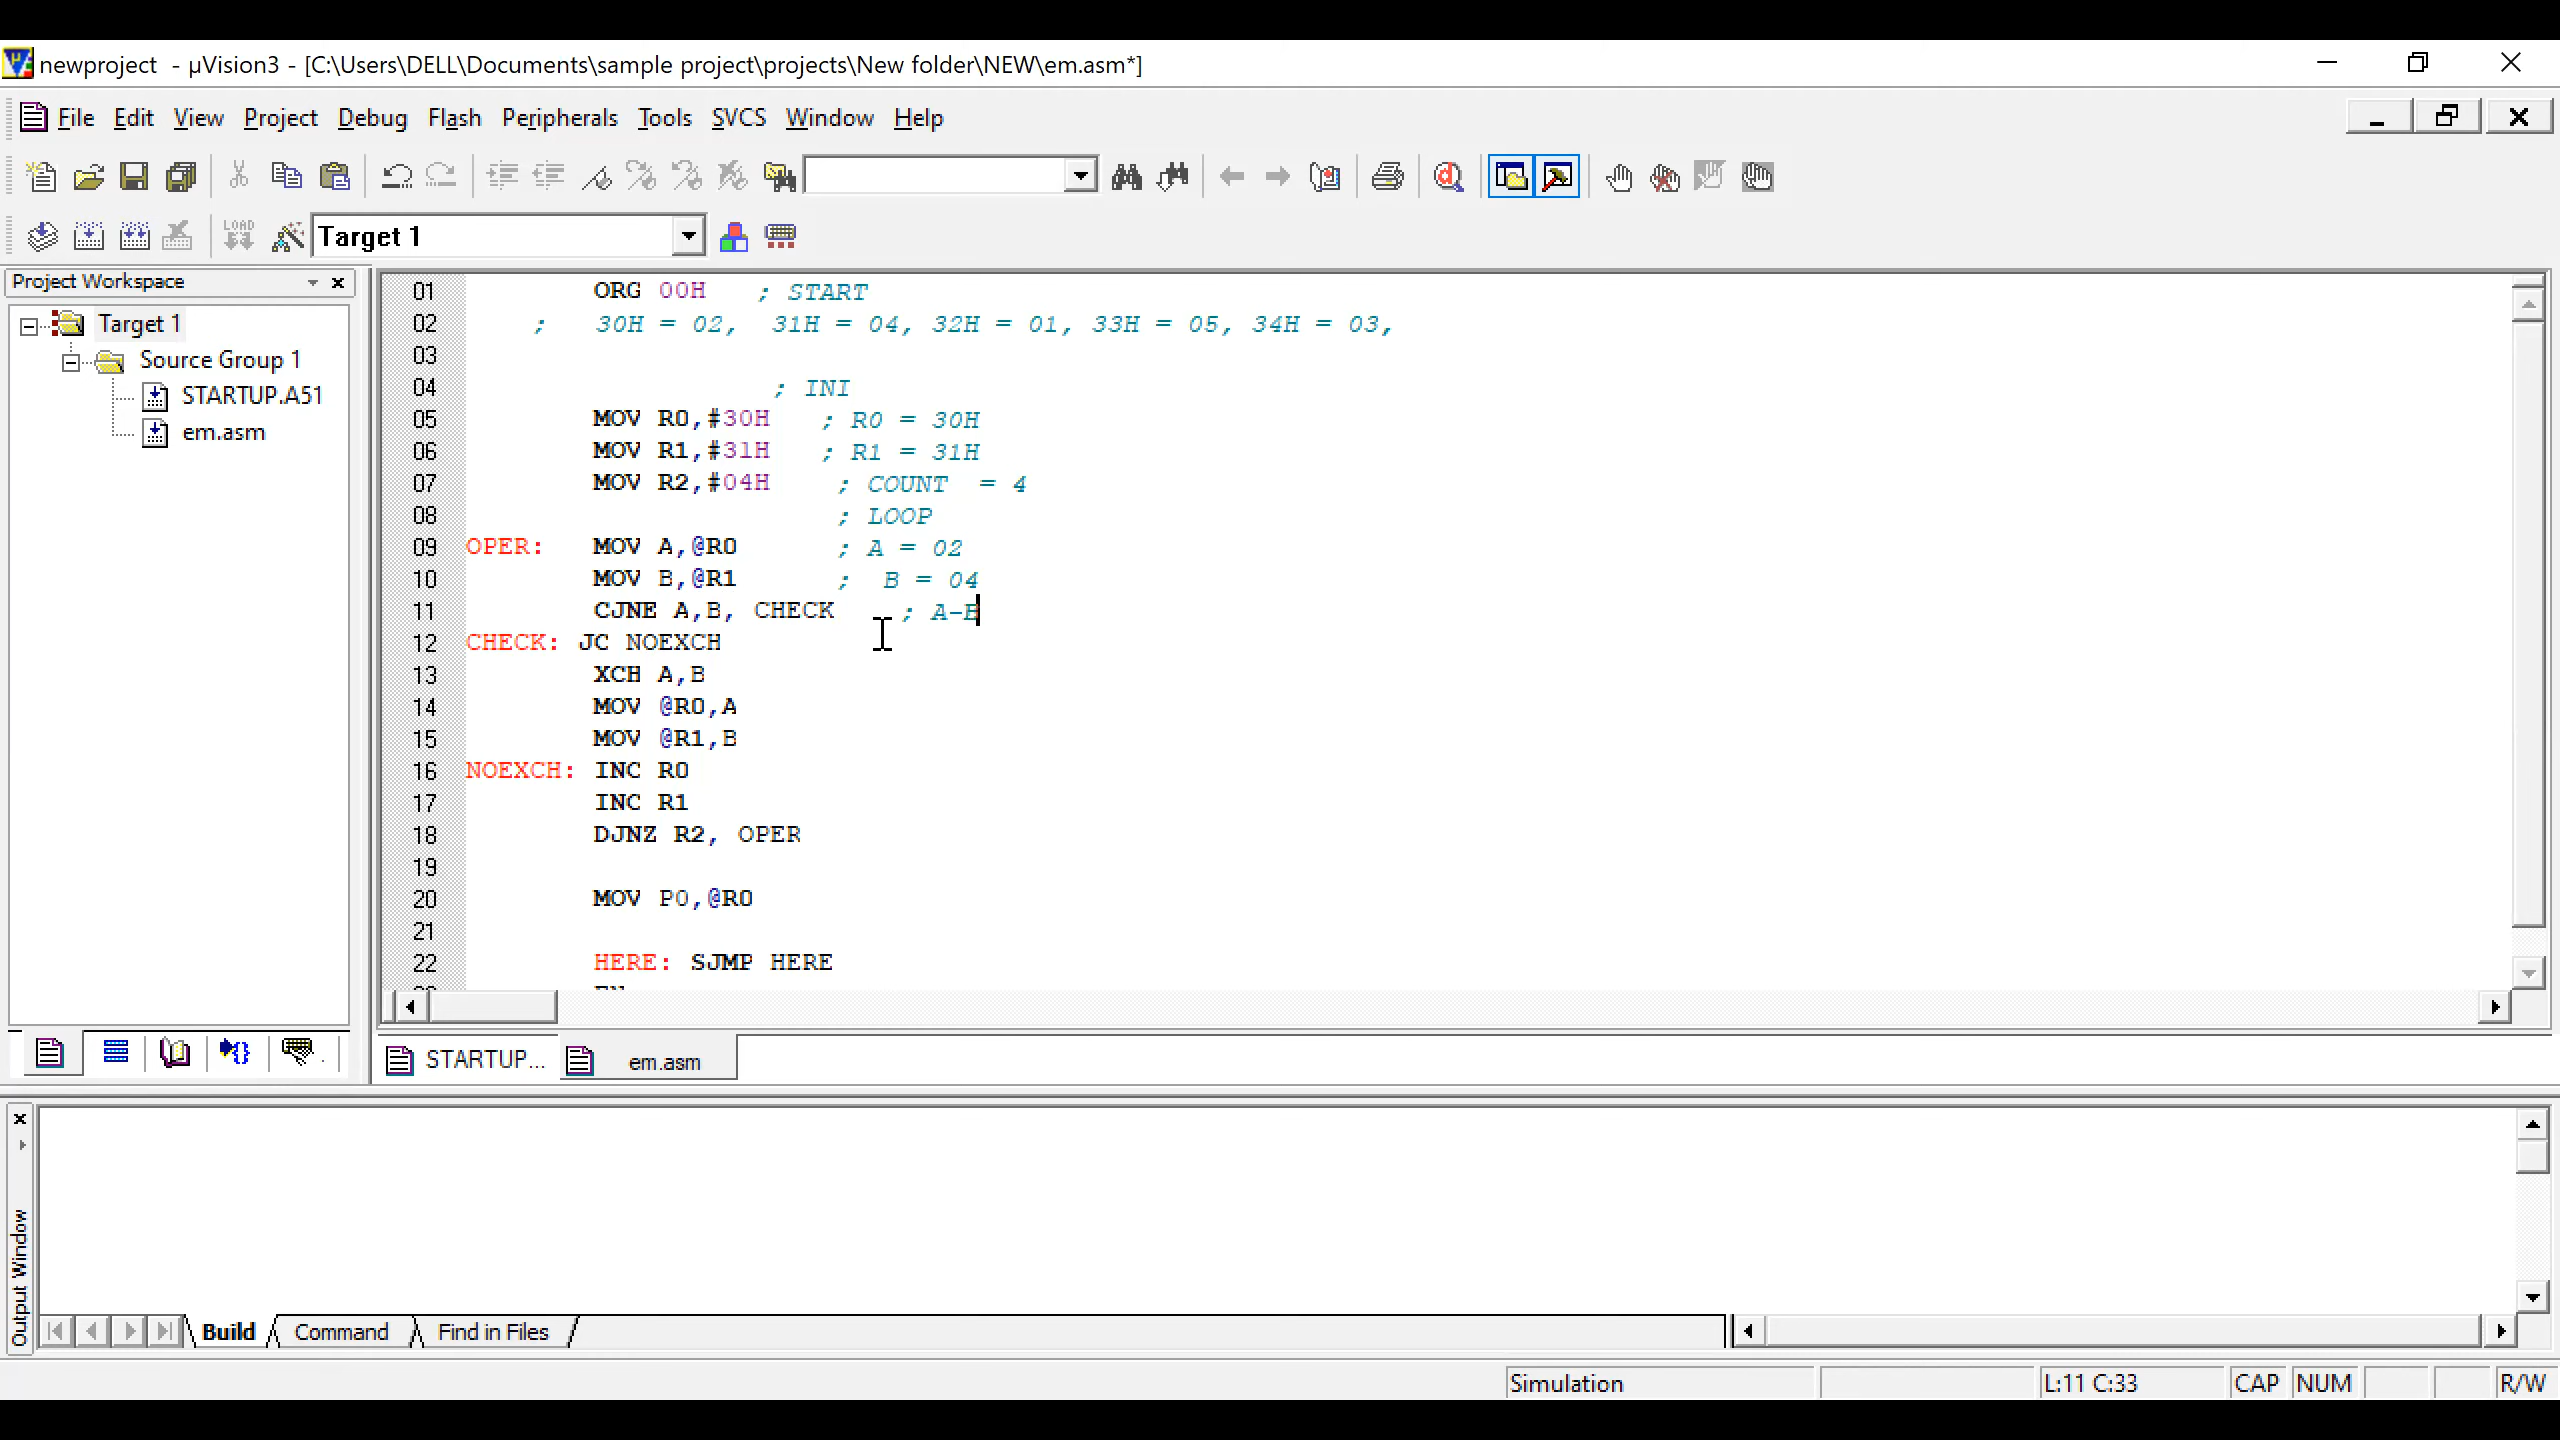 newproject - µVision3 - [C:\Users\DELL\Documents\sample project\projects\New folder\NEW\em.asm*]
File Edit View Project Debug Flash Peripherals Tools SVCS Window Help
LOAD Target 1
Project Workspace
Target 1
Source Group 1
STARTUP.A51
em.asm
01 ORG 00H ; START
02 ; 30H = 02, 31H = 04, 32H = 01, 33H = 05, 34H = 03,
03
04 ; INI
05 MOV R0,#30H ; R0 = 30H
06 MOV R1,#31H ; R1 = 31H
07 MOV R2,#04H ; COUNT = 4
08 ; LOOP
09 OPER: MOV A,@R0 ; A = 02
10 MOV B,@R1 ; B = 04
11 CJNE A,B, CHECK ; A-B
12 CHECK: JC NOEXCH
13 XCH A,B
14 MOV @R0,A
15 MOV @R1,B
16 NOEXCH: INC R0
17 INC R1
18 DJNZ R2, OPER
19
20 MOV P0,@R0
21
22 HERE: SJMP HERE
STARTUP... em.asm
Output Window
Build Command Find in Files
Simulation L:11 C:33 CAP NUM R/W